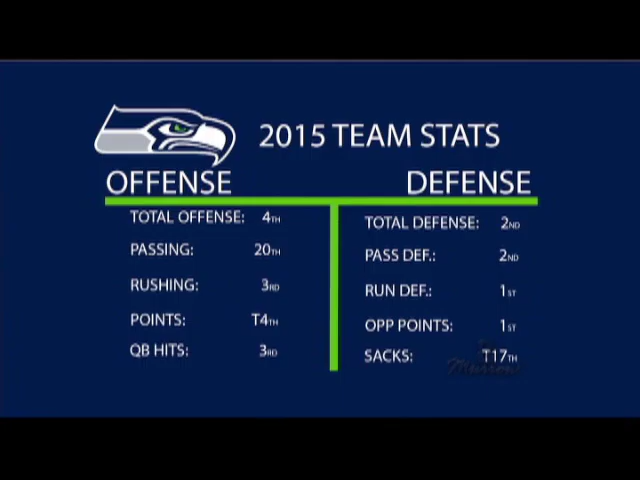 2015 TEAM STATS
OFFENSE
TOTAL OFFENSE: 4TH
PASSING: 20TH
RUSHING: 3RD
POINTS: T4TH
QB HITS: 3RD
DEFENSE
TOTAL DEFENSE: 2ND
PASS DEF.: 2ND
RUN DEF.: 1ST
OPP POINTS: 1ST
SACKS: T17TH